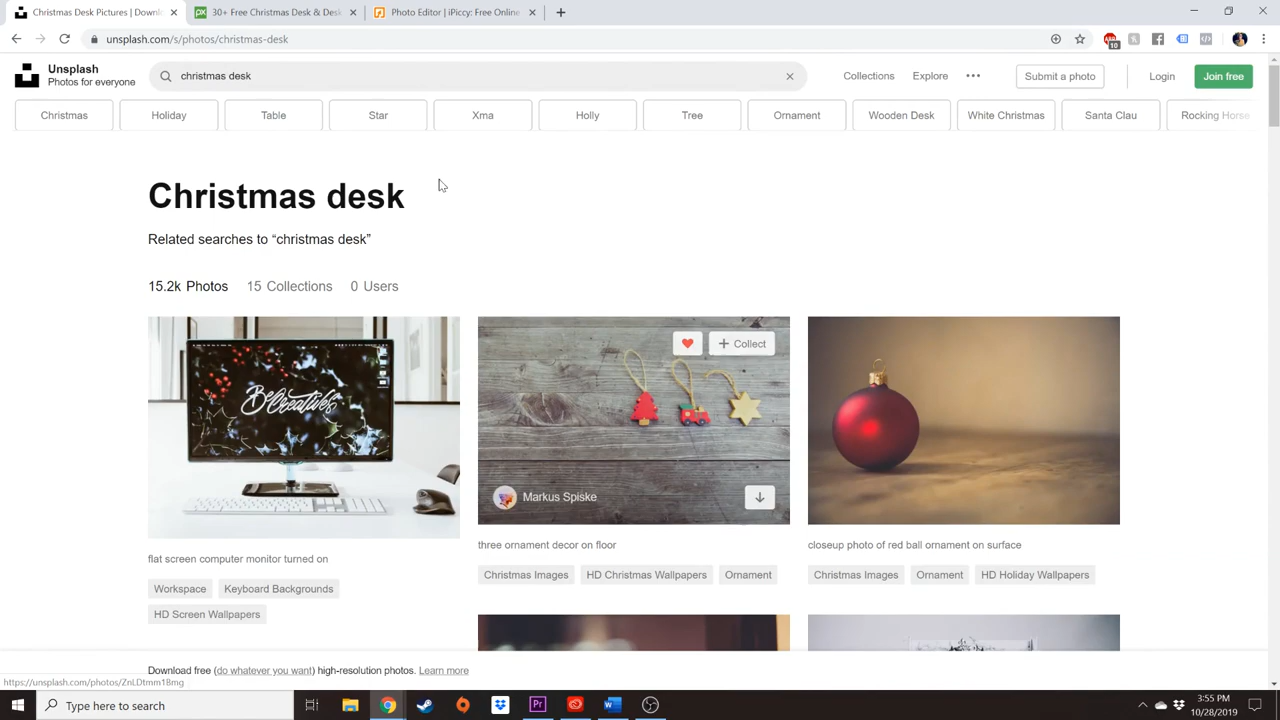 Christmas Desk Pictures | Downl
30+ Free Christmas Desk & Desk
Photo Editor | iPiccy: Free Online
unsplash.com/s/photos/christmas-desk
10
Unsplash
Photos for everyone
christmas desk
Collections
Explore
Submit a photo
Login
Join free
Christmas
Holiday
Table
Star
Xma
Holly
Tree
Ornament
Wooden Desk
White Christmas
Santa Clau
Rocking Horse
Christmas desk
Related searches to “christmas desk”
15.2k Photos
15 Collections
0 Users
BCreatives
Collect
Markus Spiske
flat screen computer monitor turned on
three ornament decor on floor
closeup photo of red ball ornament on surface
Workspace
Keyboard Backgrounds
HD Screen Wallpapers
Christmas Images
HD Christmas Wallpapers
Ornament
Christmas Images
Ornament
HD Holiday Wallpapers
Download free (do whatever you want) high-resolution photos. Learn more
https://unsplash.com/photos/ZnLDtmm18mg
Type here to search
3:55 PM
10/28/2019